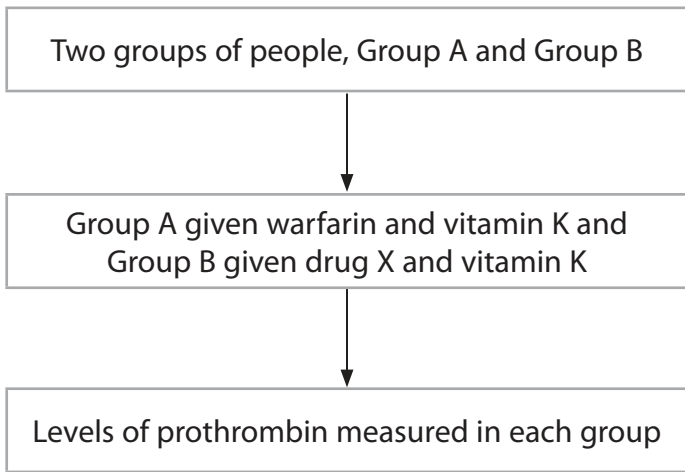 Two groups of people, Group A and Group B
Group A given warfarin and vitamin K and
Group B given drug X and vitamin K
Levels of prothrombin measured in each group